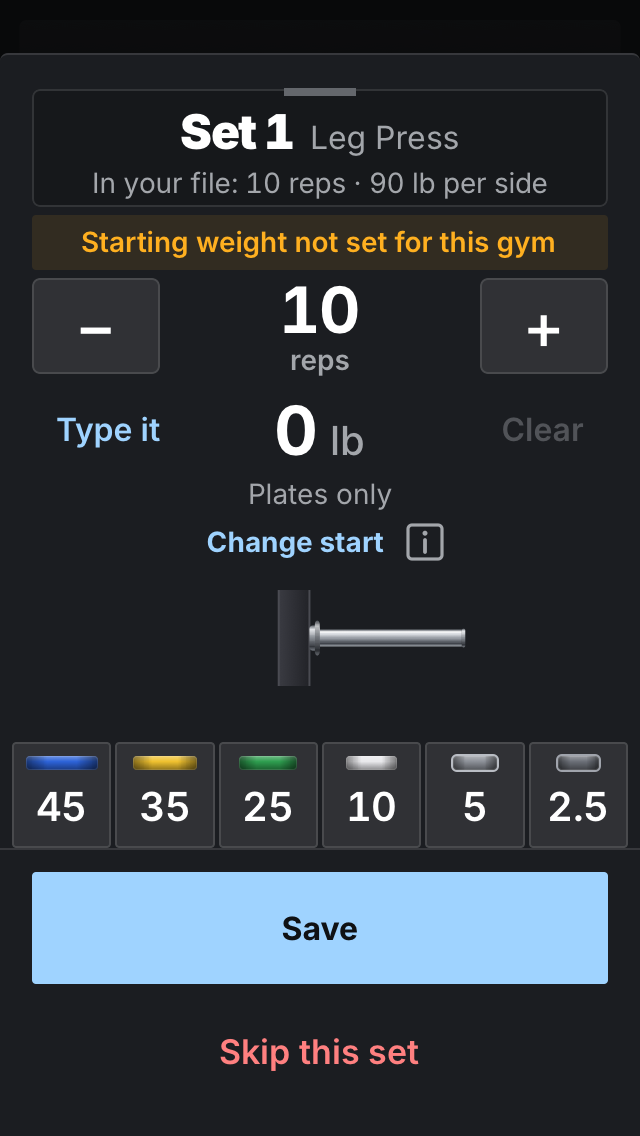 Set 1 Leg Press
In your file: 10 reps · 90 lb per side
Starting weight not set for this gym
− 10 +
reps
Type it 0 lb Clear
Plates only
Change start i
45 35 25 10 5 2.5
Save
Skip this set